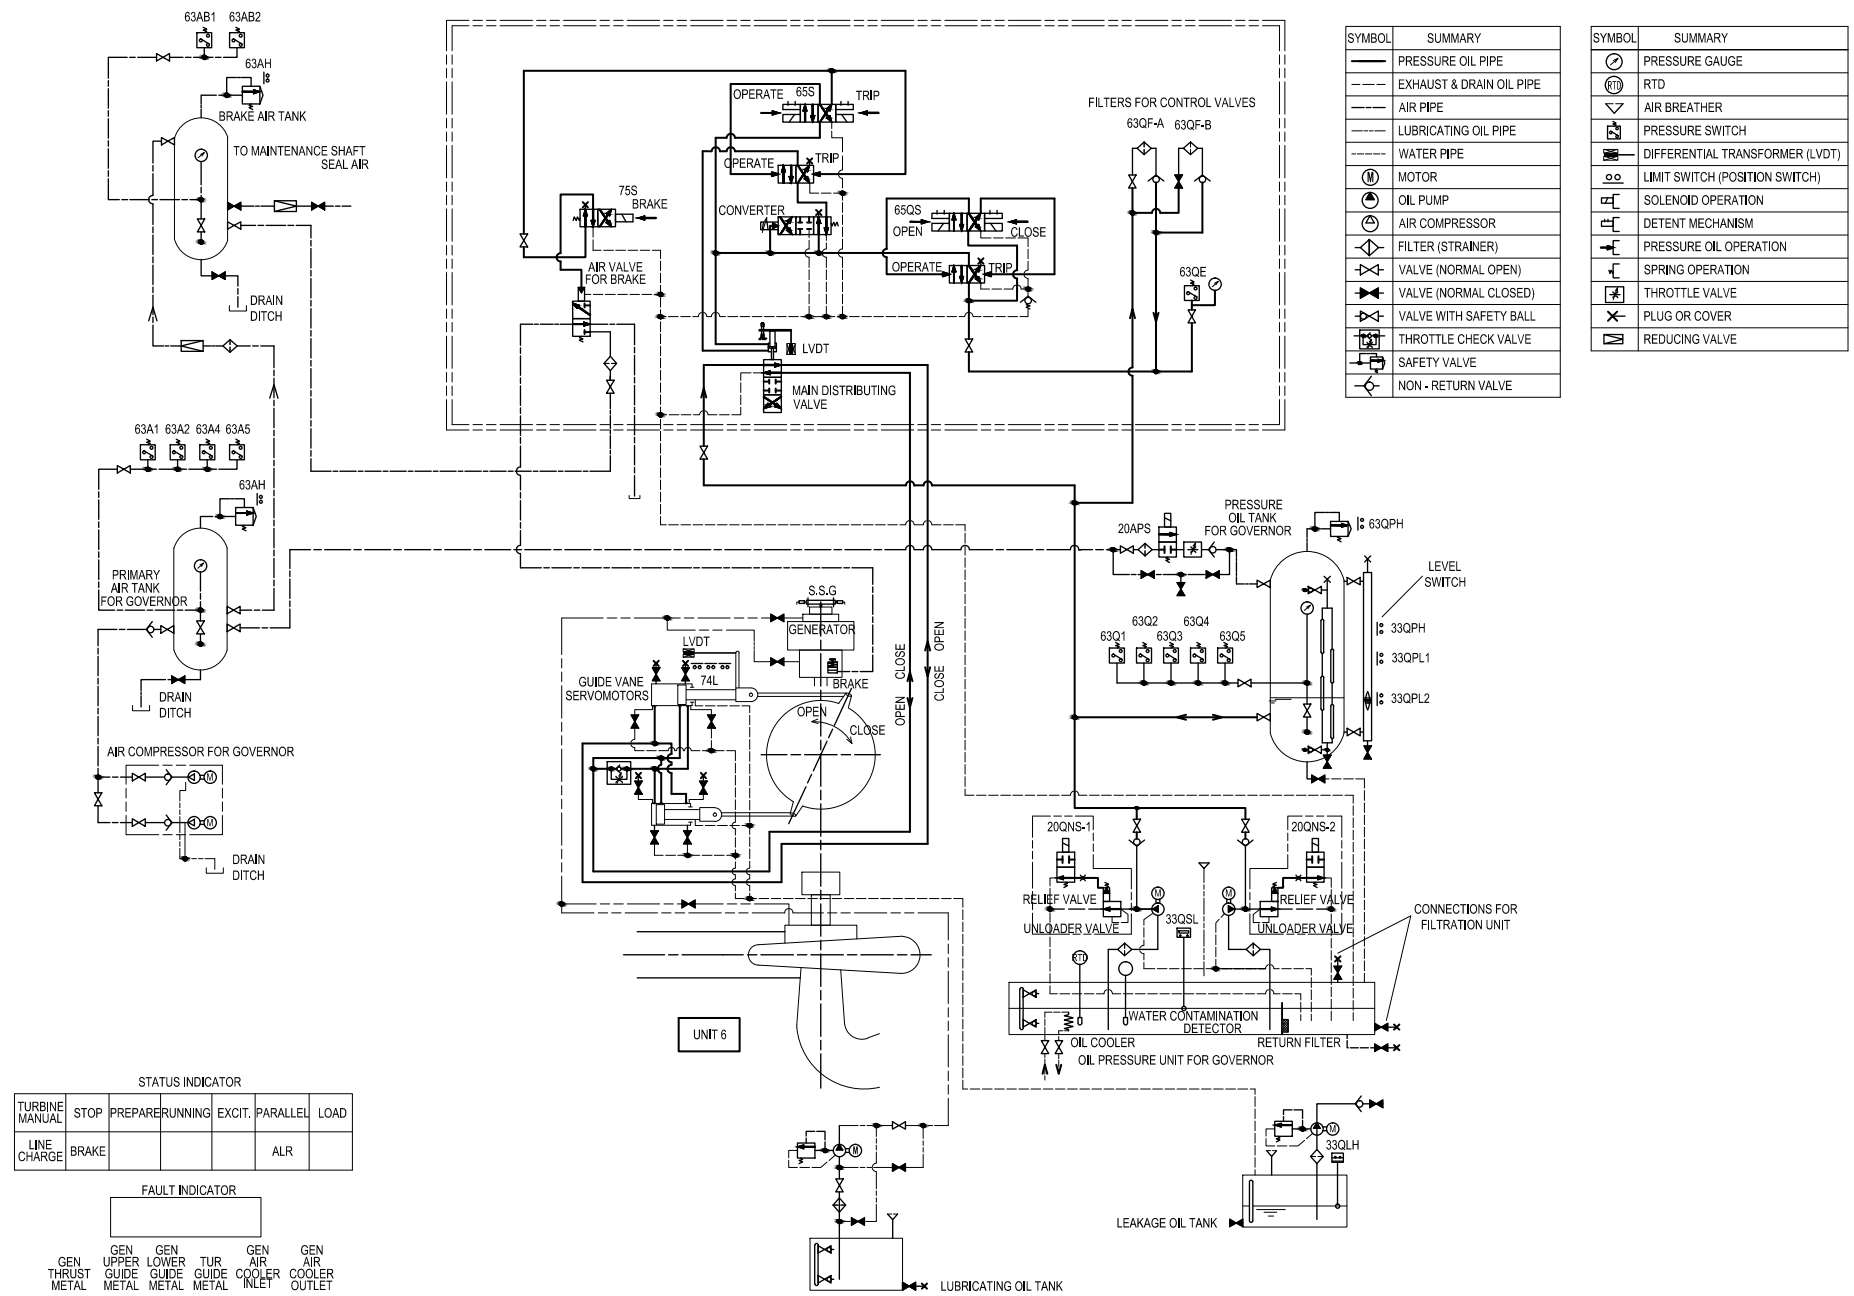 63AB1 63AB2
63AH
BRAKE AIR TANK
TO MAINTENANCE SHAFT
SEAL AIR
DRAIN
DITCH
63A1 63A2 63A4 63A5
63AH
PRIMARY
AIR TANK
FOR GOVERNOR
DRAIN
DITCH
AIR COMPRESSOR FOR GOVERNOR
M
M
DRAIN
DITCH
OPERATE 65S TRIP
OPERATE TRIP
75S
BRAKE
CONVERTER
AIR VALVE
FOR BRAKE
65QS
OPEN CLOSE
OPERATE TRIP
LVDT
MAIN DISTRIBUTING
VALVE
FILTERS FOR CONTROL VALVES
63QF-A 63QF-B
63QE
SYMBOL SUMMARY
PRESSURE OIL PIPE
EXHAUST & DRAIN OIL PIPE
AIR PIPE
LUBRICATING OIL PIPE
WATER PIPE
M MOTOR
OIL PUMP
AIR COMPRESSOR
FILTER (STRAINER)
VALVE (NORMAL OPEN)
VALVE (NORMAL CLOSED)
VALVE WITH SAFETY BALL
THROTTLE CHECK VALVE
SAFETY VALVE
NON - RETURN VALVE
SYMBOL SUMMARY
PRESSURE GAUGE
RTD RTD
AIR BREATHER
PRESSURE SWITCH
DIFFERENTIAL TRANSFORMER (LVDT)
LIMIT SWITCH (POSITION SWITCH)
SOLENOID OPERATION
DETENT MECHANISM
PRESSURE OIL OPERATION
SPRING OPERATION
THROTTLE VALVE
PLUG OR COVER
REDUCING VALVE
20APS
PRESSURE
OIL TANK
FOR GOVERNOR
63QPH
LEVEL
SWITCH
33QPH
33QPL1
33QPL2
63Q1 63Q2 63Q3 63Q4 63Q5
S.S.G
GENERATOR
BRAKE
LVDT
74L
GUIDE VANE
SERVOMOTORS
OPEN
CLOSE
OPEN CLOSE
CLOSE OPEN
20QNS-1
20QNS-2
M
M
RELIEF VALVE
UNLOADER VALVE
RELIEF VALVE
UNLOADER VALVE
33QSL
RTD
CONNECTIONS FOR
FILTRATION UNIT
WATER CONTAMINATION
DETECTOR
OIL COOLER
RETURN FILTER
OIL PRESSURE UNIT FOR GOVERNOR
UNIT 6
M
LUBRICATING OIL TANK
M
33QLH
LEAKAGE OIL TANK
STATUS INDICATOR
TURBINE
MANUAL STOP PREPARE RUNNING EXCIT. PARALLEL LOAD
LINE
CHARGE BRAKE ALR
FAULT INDICATOR
GEN
THRUST
METAL
GEN
UPPER
GUIDE
METAL
GEN
LOWER
GUIDE
METAL
TUR
GUIDE
METAL
GEN
AIR
COOLER
INLET
GEN
AIR
COOLER
OUTLET